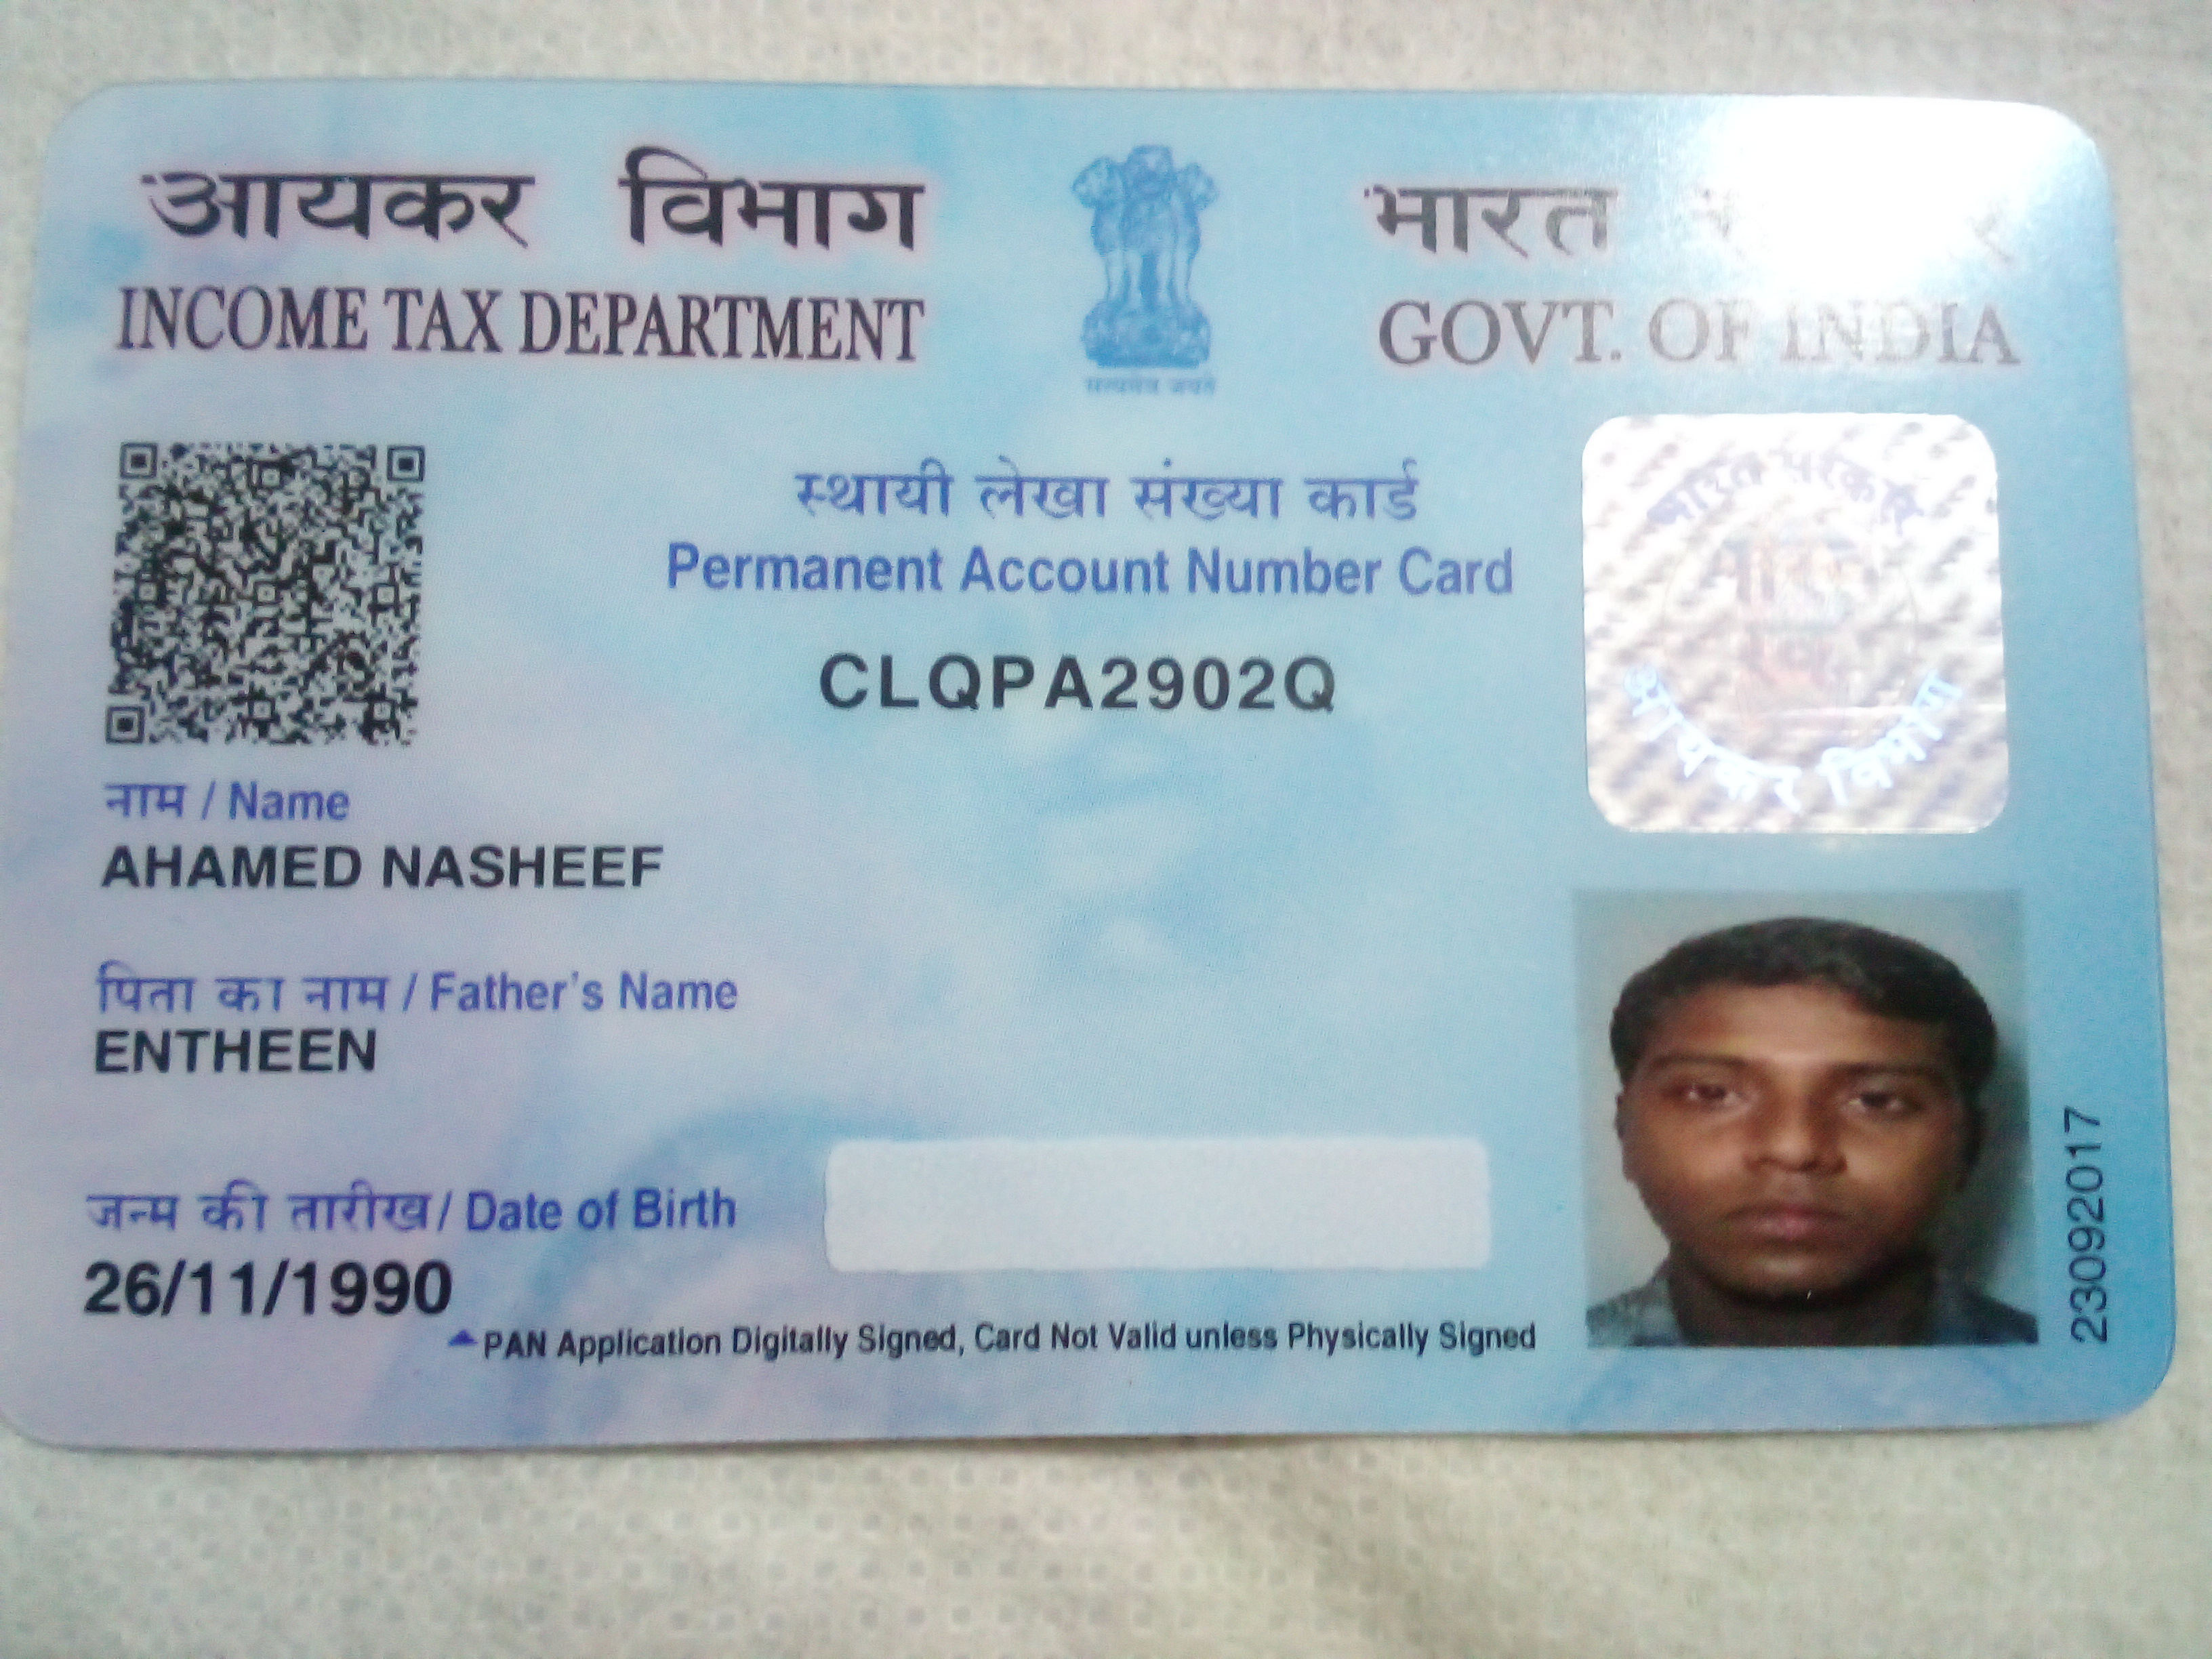 आयकर विभाग
INCOME TAX DEPARTMENT
सत्यमेव जयते
भारत
GOVT. OF INDIA
स्थायी लेखा संख्या कार्ड
Permanent Account Number Card
CLQPA2902Q
भारत सरकार
आयकर विभाग
नाम / Name
AHAMED NASHEEF
पिता का नाम / Father's Name
ENTHEEN
जन्म की तारीख / Date of Birth
26/11/1990
PAN Application Digitally Signed, Card Not Valid unless Physically Signed
23092017